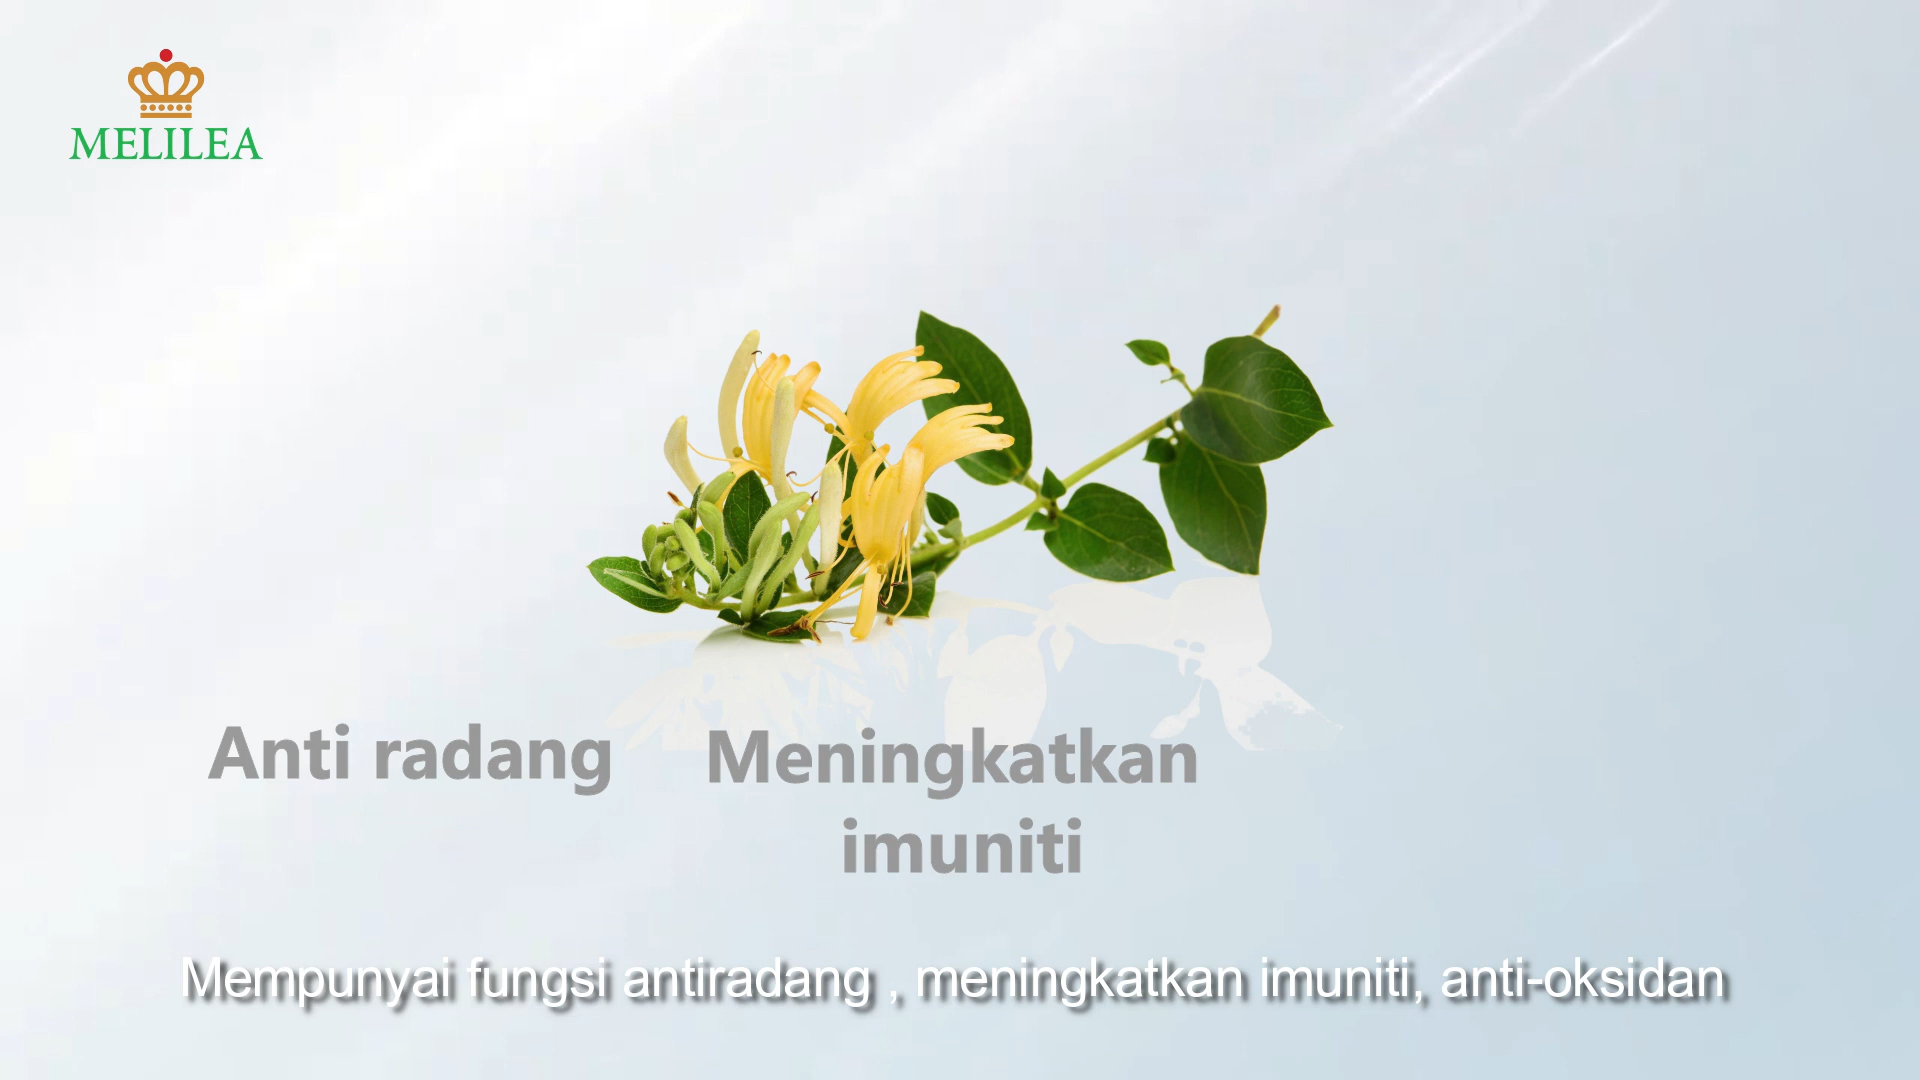 MELILEA
Anti radang
Meningkatkan
imuniti
Mempunyai fungsi antiradang , meningkatkan imuniti, anti-oksidan